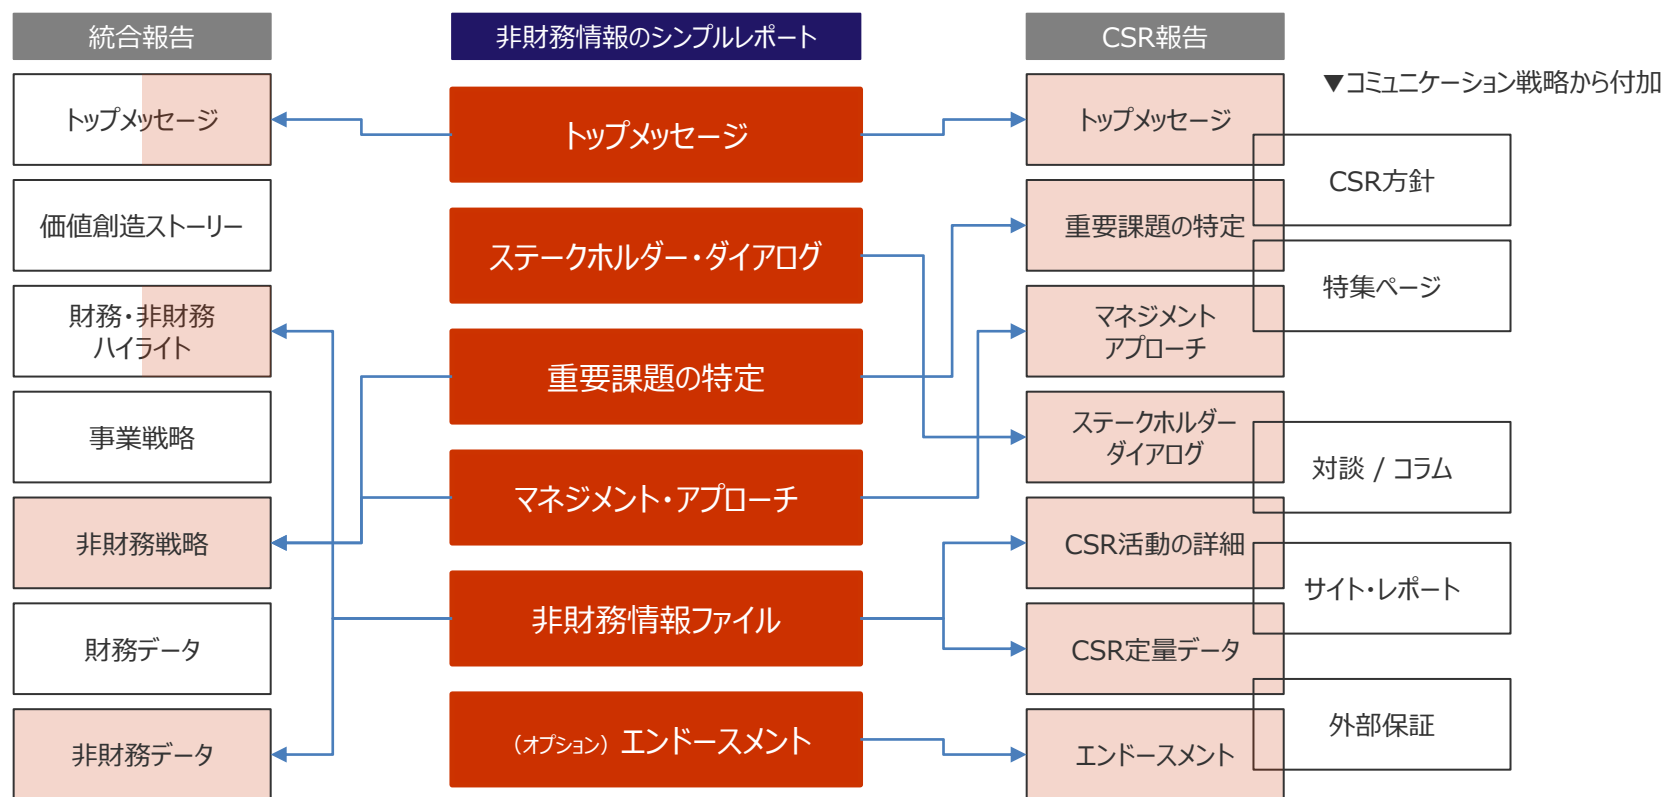 統合報告
トップメッセージ
価値創造ストーリー
財務・非財務
ハイライト
事業戦略
非財務戦略
財務データ
非財務データ
非財務情報のシンプルレポート
トップメッセージ
ステークホルダー・ダイアログ
重要課題の特定
マネジメント・アプローチ
非財務情報ファイル
（オプション）エンドースメント
CSR報告
トップメッセージ
重要課題の特定
マネジメント
アプローチ
ステークホルダー
ダイアログ
CSR活動の詳細
CSR定量データ
エンドースメント
▼コミュニケーション戦略から付加
CSR方針
特集ページ
対談 / コラム
サイト・レポート
外部保証